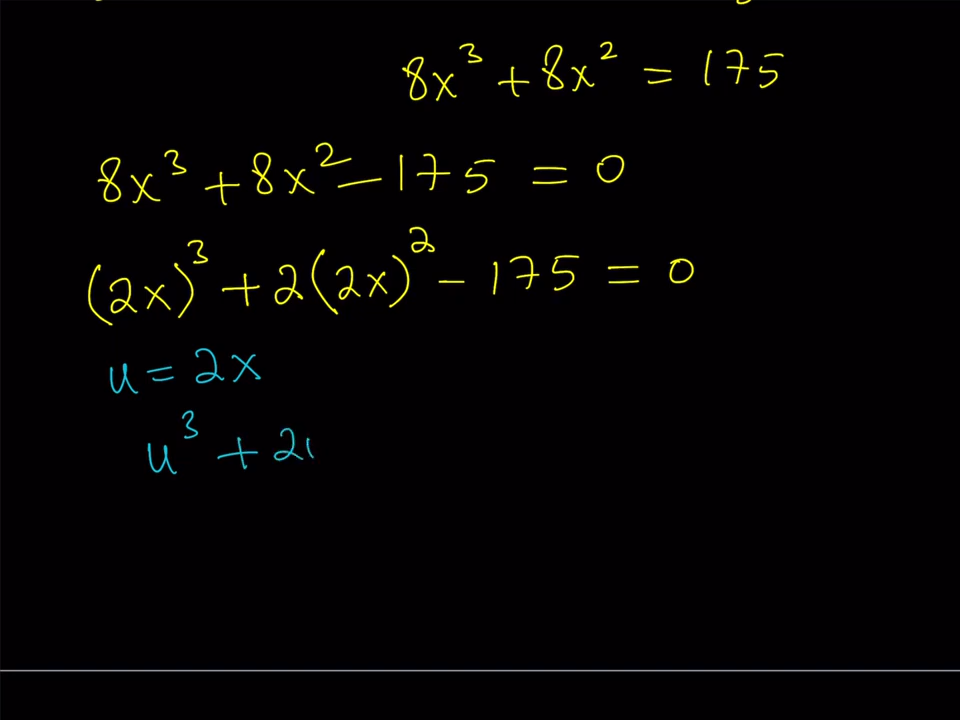 8x³ + 8x² = 175
8x³ + 8x² - 175 = 0
(2x)³ + 2(2x)² - 175 = 0
u = 2x
u³ + 2